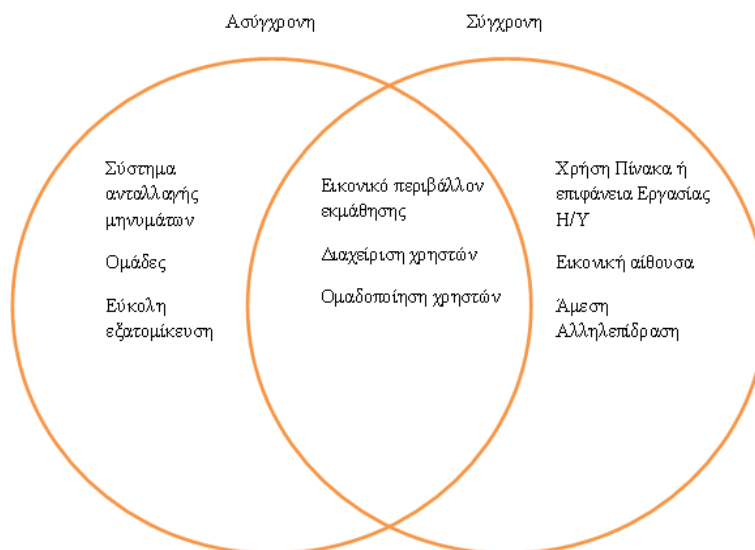 Ασύγχρονη
Σύγχρονη
Σύστημα
ανταλλαγής
μηνυμάτων
Ομάδες
Εύκολη
εξατομίκευση
Εικονικό περιβάλλον
εκμάθησης
Διαχείριση χρηστών
Ομαδοποίηση χρηστών
Χρήση Πίνακα ή
επιφάνεια Εργασίας
Η/Υ
Εικονική αίθουσα
Άμεση
Αλληλεπίδραση